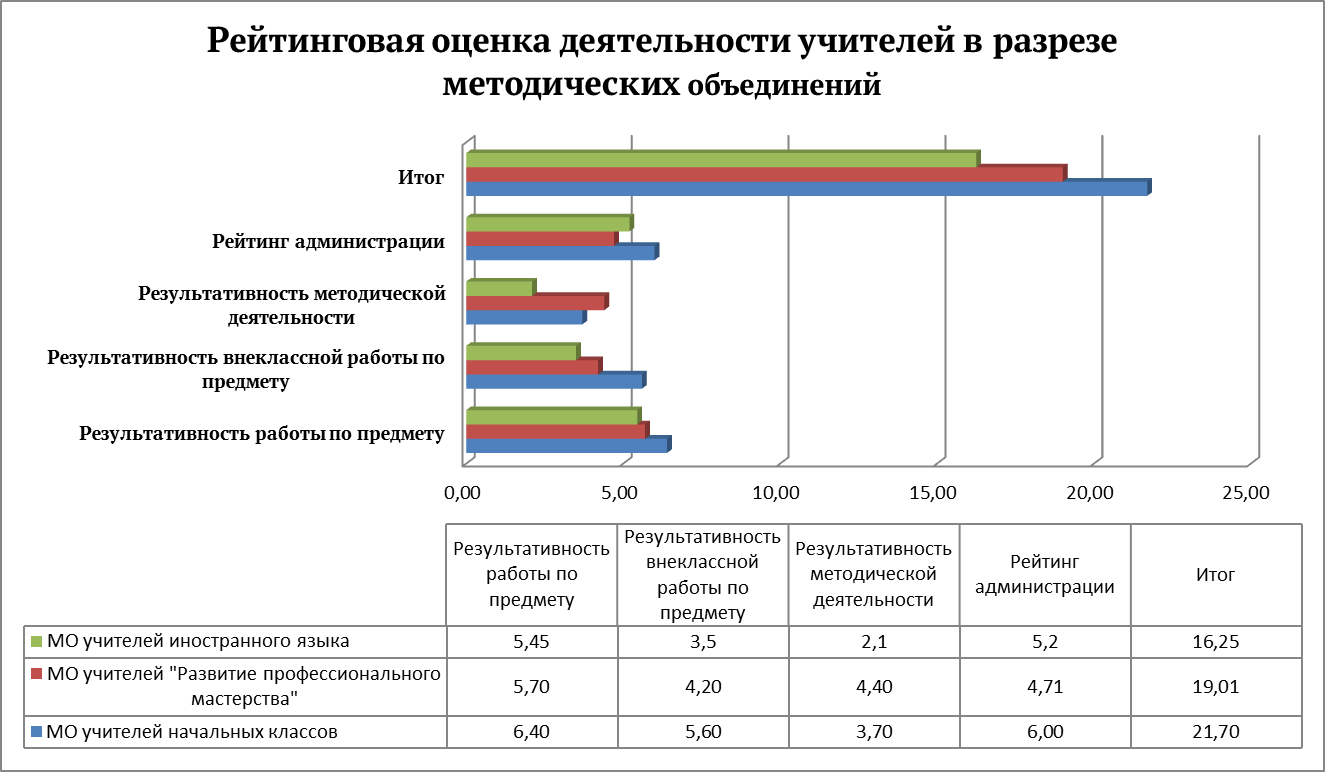 Рейтинговая оценка деятельности учителей в разрезе
методических объединений
Итог
Рейтинг администрации
Результативность методической
деятельности
Результативность внеклассной работы по
предмету
Результативность работы по предмету
0,00 5,00 10,00 15,00 20,00 25,00
Результативность
работы по
предмету
Результативность
внеклассной
работы по
предмету
Результативность
методической
деятельности
Рейтинг
администрации
Итог
МО учителей иностранного языка 5,45 3,5 2,1 5,2 16,25
МО учителей "Развитие профессионального
мастерства" 5,70 4,20 4,40 4,71 19,01
МО учителей начальных классов 6,40 5,60 3,70 6,00 21,70